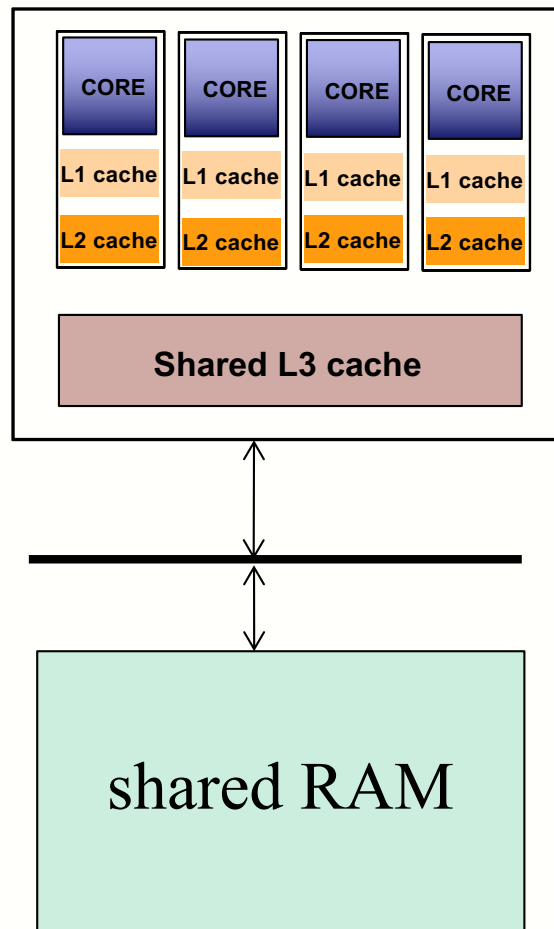 CORE CORE CORE CORE
L1 cache L1 cache L1 cache L1 cache
L2 cache L2 cache L2 cache L2 cache
Shared L3 cache
shared RAM